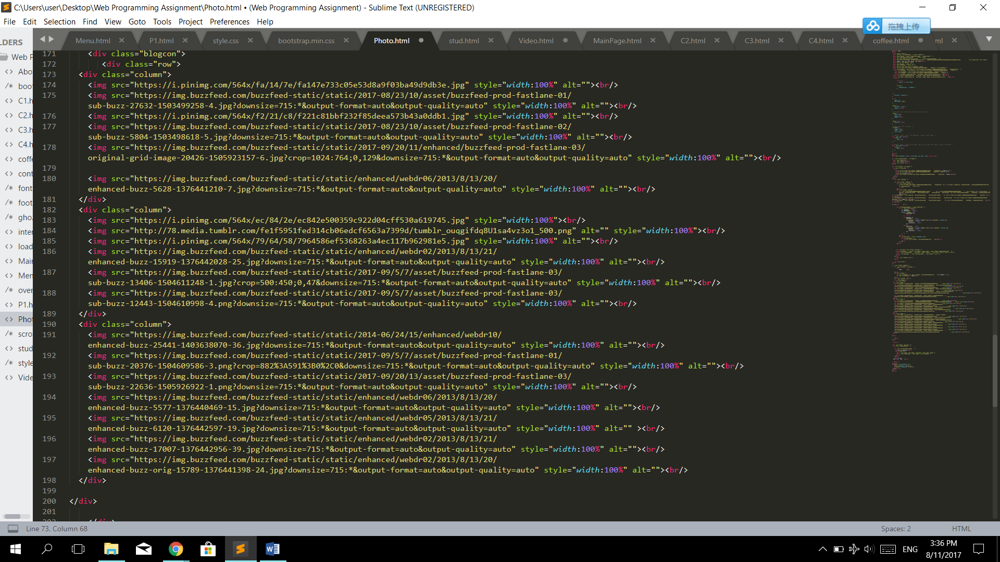 C:\Users\user\Desktop\Web Programming Assignment\Photo.html • (Web Programming Assignment) - Sublime Text (UNREGISTERED)
File Edit Selection Find View Goto Tools Project Preferences Help
拖拽上传
LDERS
Menu.html P1.html style.css bootstrap.min.css Photo.html stud.html Video.html MainPage.html C2.html C3.html C4.html coffee.html ml
Web P
<> Abo
/* boot
<> C1.h
<> C2.h
<> C3.h
<> C4.h
<> coffe
<> cont
/* font
/* foot
/* gho
<> inter
<> load
<> Main
<> Men
/* over
<> P1.h
<> Phot
/* scro
<> stud
/* style
<> Vide
171 <div class="blogcon">
172 <div class="row">
173 <div class="column">
174 <img src="https://i.pinimg.com/564x/fa/14/7e/fa147e733c05e53d8a9f03ba49d9db3e.jpg" style="width:100%" alt=""><br/>
175 <img src="https://img.buzzfeed.com/buzzfeed-static/static/2017-08/23/10/asset/buzzfeed-prod-fastlane-01/
sub-buzz-27632-1503499258-4.jpg?downsize=715:*&output-format=auto&output-quality=auto" style="width:100%" alt=""><br/>
176 <img src="https://i.pinimg.com/564x/f2/21/c8/f221c81bbf232f85deea573b43a0ddb1.jpg" style="width:100%" alt=""><br/>
177 <img src="https://img.buzzfeed.com/buzzfeed-static/static/2017-08/23/10/asset/buzzfeed-prod-fastlane-02/
sub-buzz-5804-1503498618-5.jpg?downsize=715:*&output-format=auto&output-quality=auto" style="width:100%" alt=""><br/>
178 <img src="https://img.buzzfeed.com/buzzfeed-static/static/2017-09/20/11/enhanced/buzzfeed-prod-fastlane-03/
original-grid-image-20426-1505923157-6.jpg?crop=1024:764;0,129&downsize=715:*&output-format=auto&output-quality=auto" style="width:100%" alt=""><br/>
179
180 <img src="https://img.buzzfeed.com/buzzfeed-static/static/enhanced/webdr06/2013/8/13/20/
enhanced-buzz-5628-1376441210-7.jpg?downsize=715:*&output-format=auto&output-quality=auto" style="width:100%" alt=""><br/>
181 </div>
182 <div class="column">
183 <img src="https://i.pinimg.com/564x/ec/84/2e/ec842e500359c922d04cff530a619745.jpg" style="width:100%"><br/>
184 <img src="http://78.media.tumblr.com/fe1f5951fed314cb06edcf6563a7399d/tumblr_ouqgifdq8U1sa4vz3o1_500.png" alt="" style="width:100%"><br/>
185 <img src="https://i.pinimg.com/564x/79/64/58/7964586ef5368263a4ec117b962981e5.jpg" style="width:100%" alt=""><br/>
186 <img src="https://img.buzzfeed.com/buzzfeed-static/static/enhanced/webdr02/2013/8/13/21/
enhanced-buzz-15919-1376442028-25.jpg?downsize=715:*&output-format=auto&output-quality=auto" style="width:100%" alt=""><br/>
187 <img src="https://img.buzzfeed.com/buzzfeed-static/static/2017-09/5/7/asset/buzzfeed-prod-fastlane-03/
sub-buzz-13406-1504611248-1.jpg?crop=500:450;0,47&downsize=715:*&output-format=auto&output-quality=auto" style="width:100%" alt=""><br/>
188 <img src="https://img.buzzfeed.com/buzzfeed-static/static/2017-09/5/7/asset/buzzfeed-prod-fastlane-03/
sub-buzz-12443-1504610998-4.png?downsize=715:*&output-format=auto&output-quality=auto" style="width:100%" alt=""><br/>
189 </div>
190 <div class="column">
191 <img src="https://img.buzzfeed.com/buzzfeed-static/static/2014-06/24/15/enhanced/webdr10/
enhanced-buzz-25441-1403638070-36.jpg?downsize=715:*&output-format=auto&output-quality=auto" style="width:100%" alt=""><br/>
192 <img src="https://img.buzzfeed.com/buzzfeed-static/static/2017-09/5/7/asset/buzzfeed-prod-fastlane-01/
sub-buzz-20376-1504609586-3.png?crop=882%3A591%3B0%2C0&downsize=715:*&output-format=auto&output-quality=auto" style="width:100%" alt=""><br/>
193 <img src="https://img.buzzfeed.com/buzzfeed-static/static/2017-09/20/13/asset/buzzfeed-prod-fastlane-03/
sub-buzz-22636-1505926922-1.png?downsize=715:*&output-format=auto&output-quality=auto" style="width:100%" alt=""><br/>
194 <img src="https://img.buzzfeed.com/buzzfeed-static/static/enhanced/webdr06/2013/8/13/20/
enhanced-buzz-5577-1376440469-15.jpg?downsize=715:*&output-format=auto&output-quality=auto" style="width:100%" alt=""><br/>
195 <img src="https://img.buzzfeed.com/buzzfeed-static/static/enhanced/webdr05/2013/8/13/21/
enhanced-buzz-6120-1376442597-19.jpg?downsize=715:*&output-format=auto&output-quality=auto" style="width:100%" alt="" ><br/>
196 <img src="https://img.buzzfeed.com/buzzfeed-static/static/enhanced/webdr02/2013/8/13/21/
enhanced-buzz-17007-1376442956-39.jpg?downsize=715:*&output-format=auto&output-quality=auto" style="width:100%" alt=""><br/>
197 <img src="https://img.buzzfeed.com/buzzfeed-static/static/enhanced/webdr02/2013/8/13/20/
enhanced-buzz-orig-15789-1376441398-24.jpg?downsize=715:*&output-format=auto&output-quality=auto" style="width:100%" alt=""><br/>
198 </div>
199
200 </div>
201
202 </div>
Line 73, Column 68 Spaces: 2 HTML
ENG 3:36 PM
8/11/2017